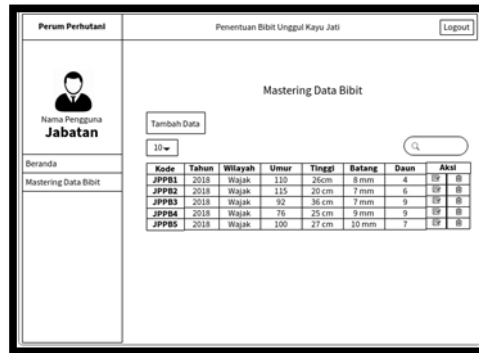 Perum Perhutani
Penentuan Bibit Unggul Kayu Jati
Logout
Nama Pengguna
Jabatan
Beranda
Mastering Data Bibit
Mastering Data Bibit
Tambah Data
10
Kode Tahun Wilayah Umur Tinggi Batang Daun Aksi
JPPB1 2018 Wajak 110 26cm 8 mm 4
JPPB2 2018 Wajak 115 20 cm 7 mm 6
JPPB3 2018 Wajak 92 36 cm 7 mm 9
JPPB4 2018 Wajak 76 25 cm 9 mm 9
JPPB5 2018 Wajak 100 27 cm 10 mm 7